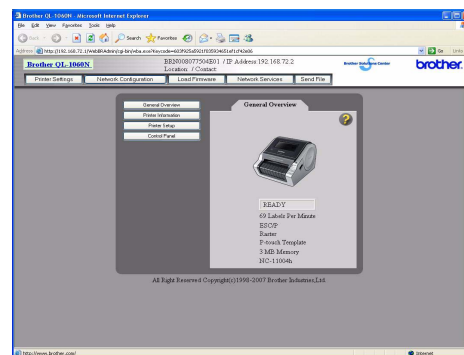 Brother QL-1060N - Microsoft Internet Explorer
File Edit View Favorites Tools Help
Back Search Favorites
Address Go Links
Brother QL-1060N
BRN008077504E01 / IP Address:192.168.72.2
Location: / Contact:
Brother Solutions Center
brother
Printer Settings Network Configuration Load Firmware Network Services Send File
General Overview
Printer Information
Printer Setup
Control Panel
General Overview
?
READY
69 Labels Per Minute
ESC/P
Raster
P-touch Template
3 MB Memory
NC-11004h
All Right Reserved Copyright(c)1998-2007 Brother Industries,Ltd.
http://www.brother.com/ Internet